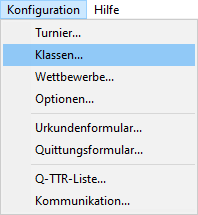 Konfiguration Hilfe
Turnier...
Klassen...
Wettbewerbe...
Optionen...
Urkundenformular...
Quittungsformular...
Q-TTR-Liste...
Kommunikation...